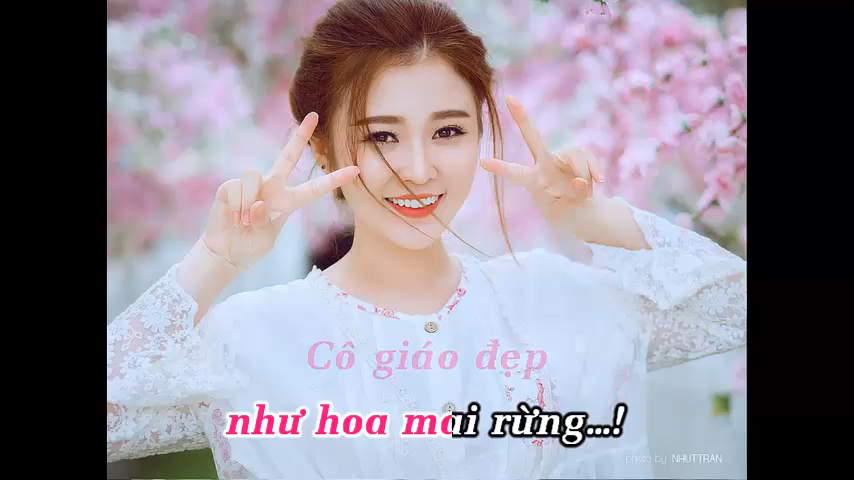 Cô giáo đẹp
như hoa mai rừng...!
photo by NHUTTRAN